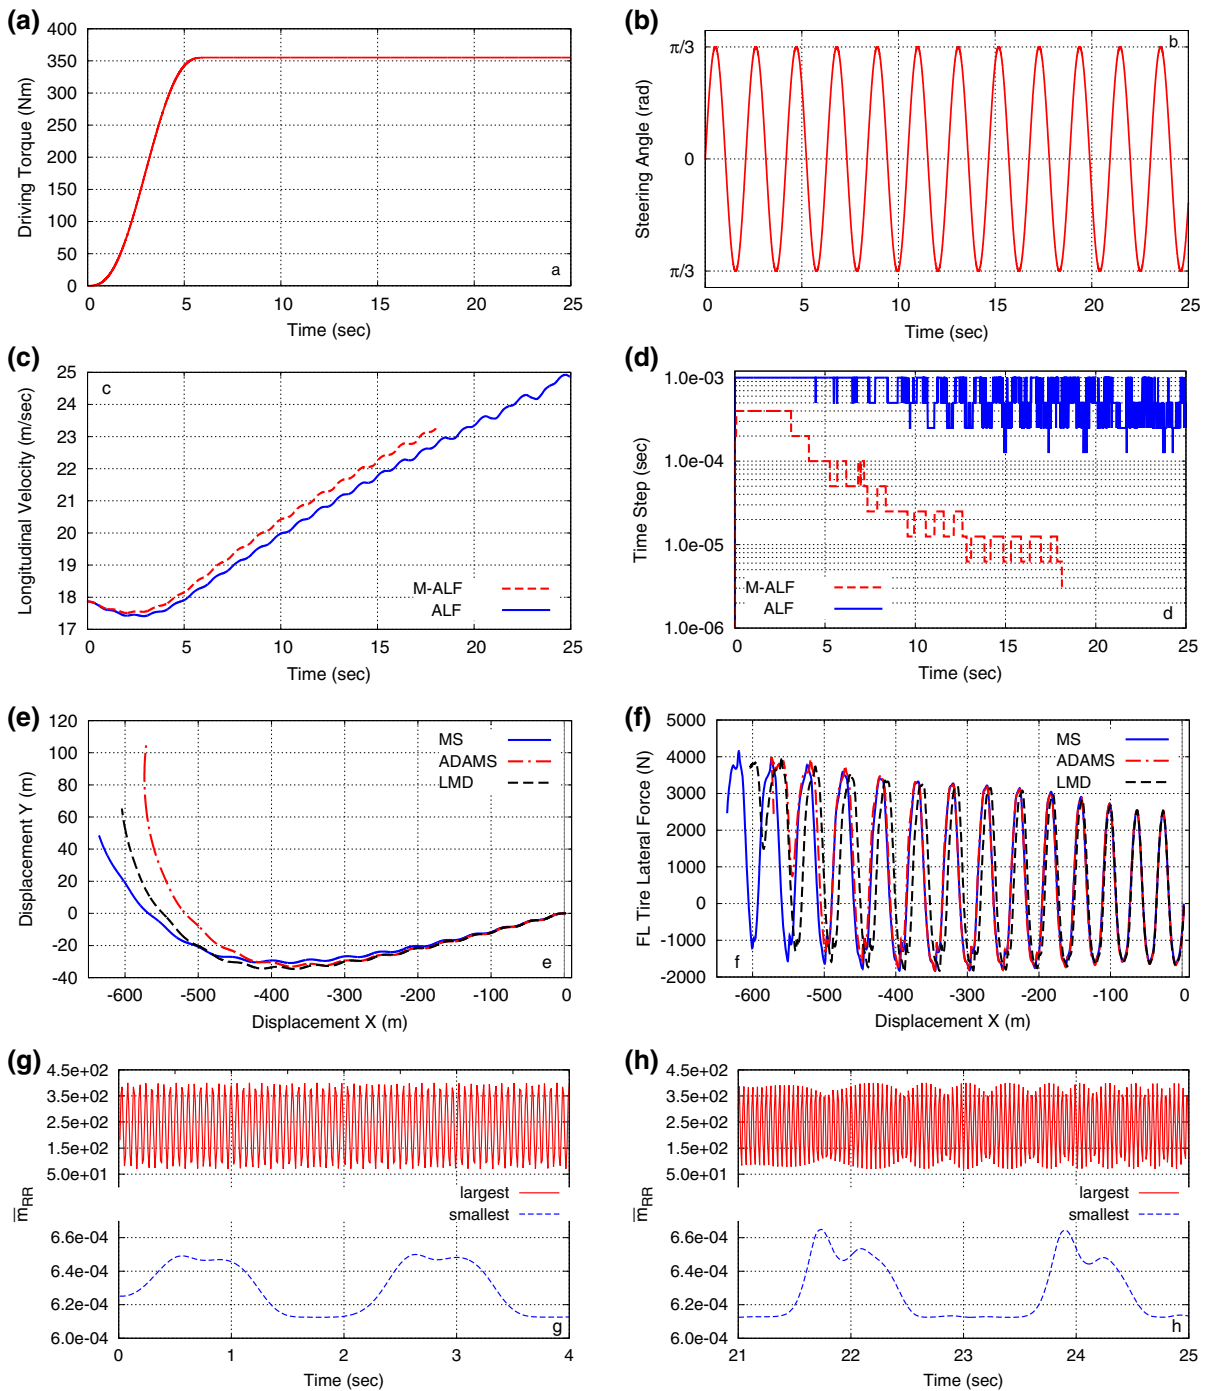 (a)
400
350
300
250
200
150
100
50
0
Driving Torque (Nm)
a
0 5 10 15 20 25
Time (sec)
(b)
π/3
0
π/3
Steering Angle (rad)
b
0 5 10 15 20 25
Time (sec)
(c)
25
24
23
22
21
20
19
18
17
Longitudinal Velocity (m/sec)
c
M-ALF
ALF
0 5 10 15 20 25
Time (sec)
(d)
1.0e-03
1.0e-04
1.0e-05
1.0e-06
Time Step (sec)
M-ALF
ALF
d
0 5 10 15 20 25
Time (sec)
(e)
120
100
80
60
40
20
0
-20
-40
Displacement Y (m)
MS
ADAMS
LMD
e
-600 -500 -400 -300 -200 -100 0
Displacement X (m)
(f)
5000
4000
3000
2000
1000
0
-1000
-2000
FL Tire Lateral Force (N)
MS
ADAMS
LMD
f
-600 -500 -400 -300 -200 -100 0
Displacement X (m)
(g)
4.5e+02
3.5e+02
2.5e+02
1.5e+02
5.0e+01
m̅RR
largest
smallest
6.6e-04
6.4e-04
6.2e-04
6.0e-04
g
0 1 2 3 4
Time (sec)
(h)
4.5e+02
3.5e+02
2.5e+02
1.5e+02
5.0e+01
m̅RR
largest
smallest
6.6e-04
6.4e-04
6.2e-04
6.0e-04
h
21 22 23 24 25
Time (sec)